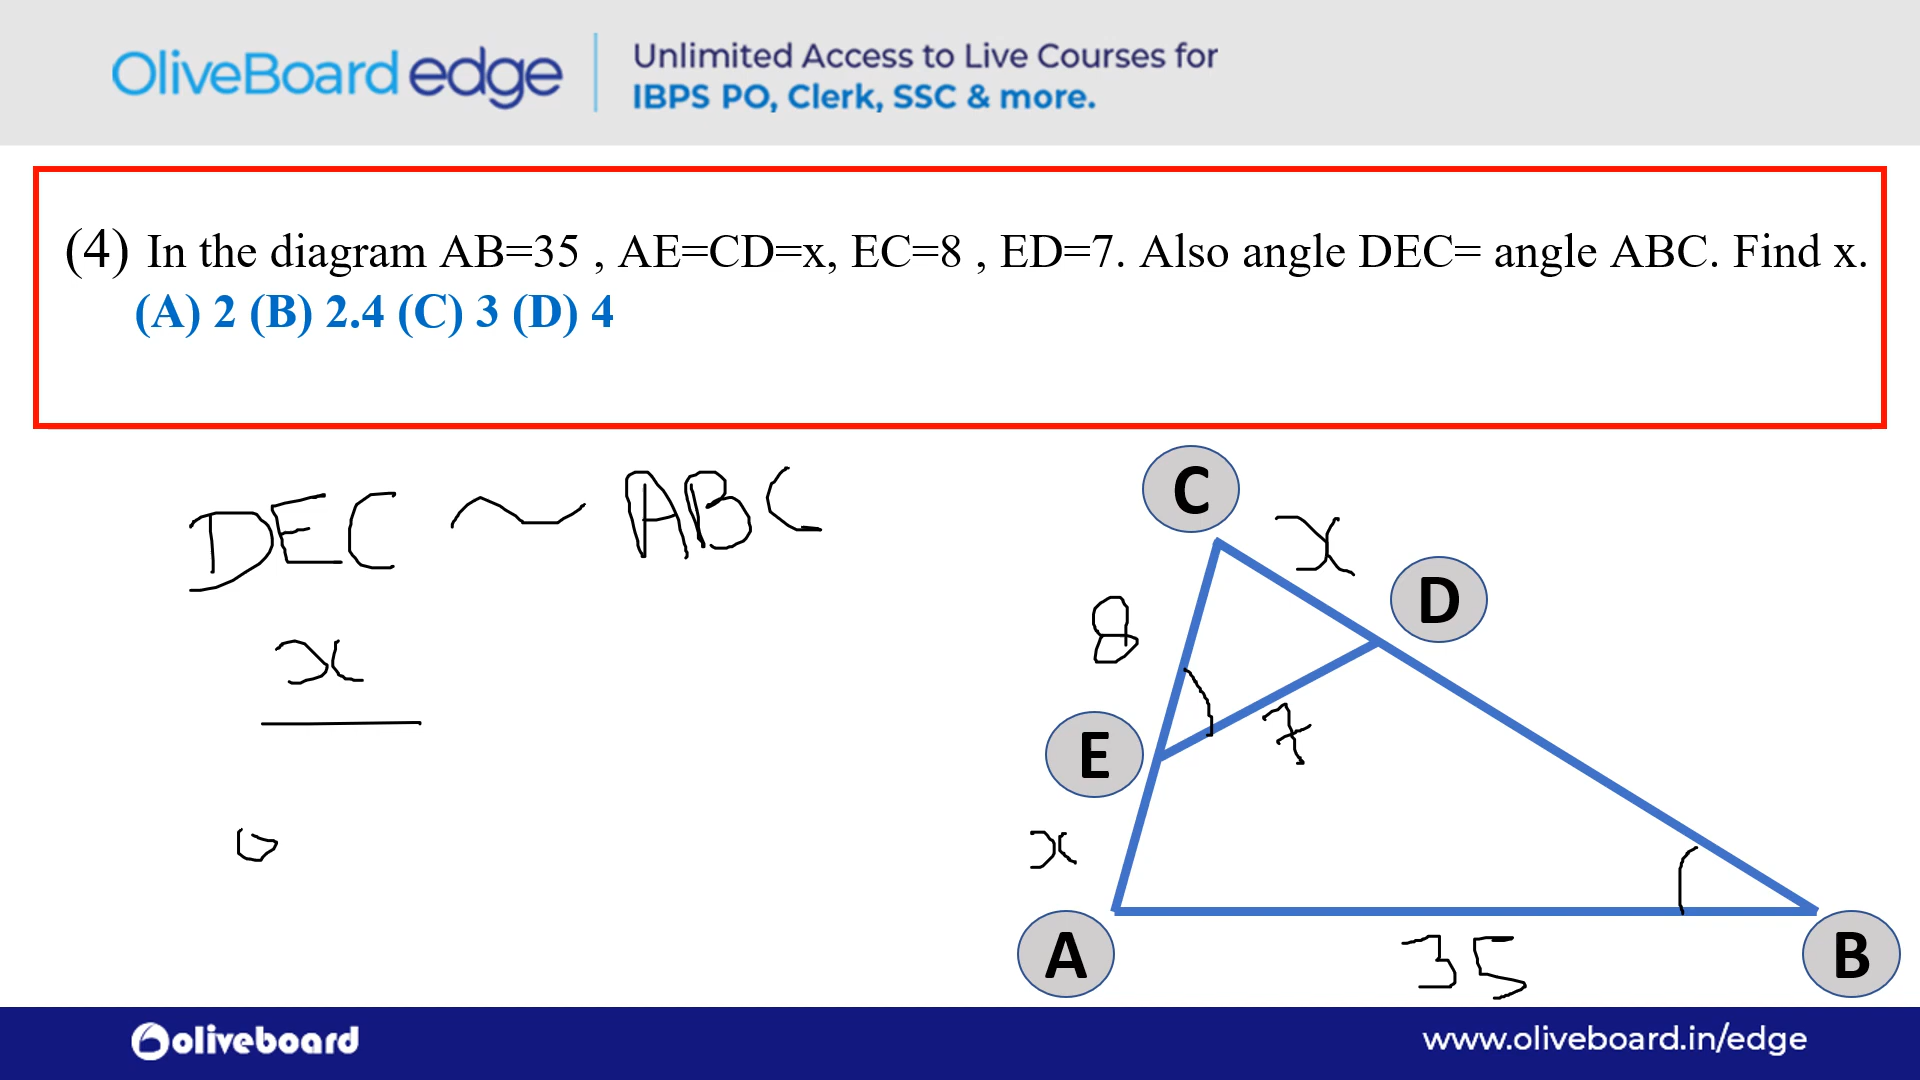 OliveBoard edge
Unlimited Access to Live Courses for
IBPS PO, Clerk, SSC & more.
(4) In the diagram AB=35 , AE=CD=x, EC=8 , ED=7. Also angle DEC= angle ABC. Find x.
(A) 2 (B) 2.4 (C) 3 (D) 4
DEC ~ ABC
x
C
x
D
8
E
7
x
A
35
B
oliveboard
www.oliveboard.in/edge